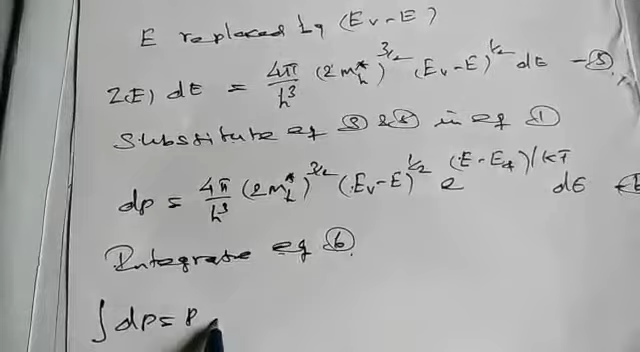 E replaced by (Ev-E)
Z(E) dE = 4π/h³ (2m*h)^3/2 (Ev-E)^1/2 dE -⑤
Substitute eq ③ & ⑤ in eq ①
dp = 4π/h³ (2m*h)^3/2 (Ev-E)^1/2 e^(E-EF)/KT dE
Integrate eq ⑥
∫dp = P